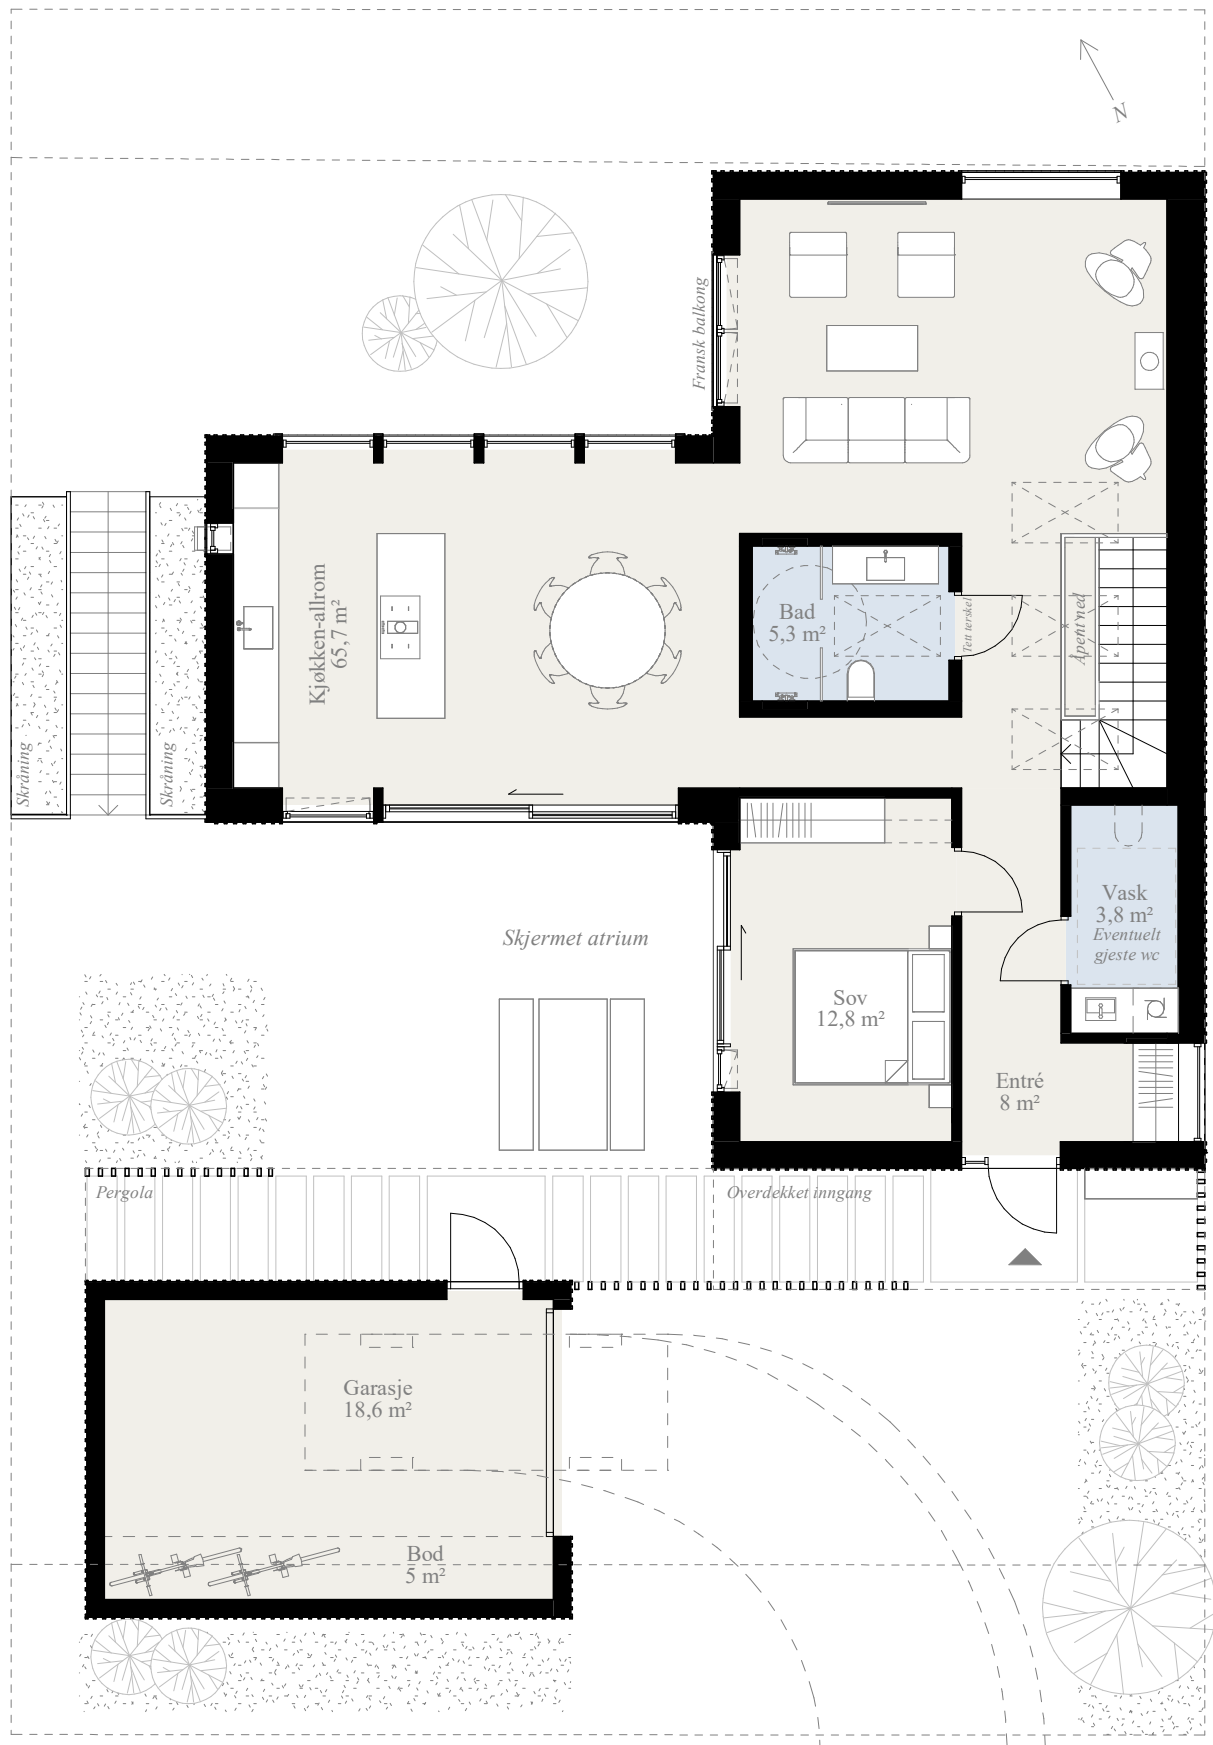 N
Fransk balkong
Kjøkken-allrom
65,7 m²
Bad
5,3 m²
Tett terskel
Åpent ned
Skråning
Skråning
Skjermet atrium
Vask
3,8 m²
Eventuelt
gjeste wc
Sov
12,8 m²
Entré
8 m²
Pergola
Overdekket inngang
Garasje
18,6 m²
Bod
5 m²